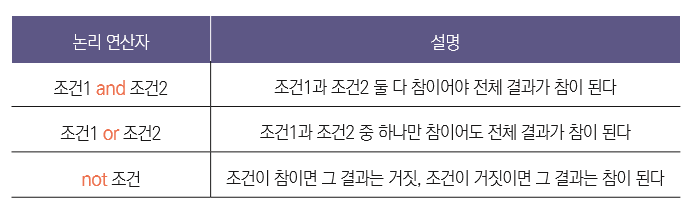 논리 연산자 설명
조건1 and 조건2 조건1과 조건2 둘 다 참이어야 전체 결과가 참이 된다
조건1 or 조건2 조건1과 조건2 중 하나만 참이어도 전체 결과가 참이 된다
not 조건 조건이 참이면 그 결과는 거짓, 조건이 거짓이면 그 결과는 참이 된다